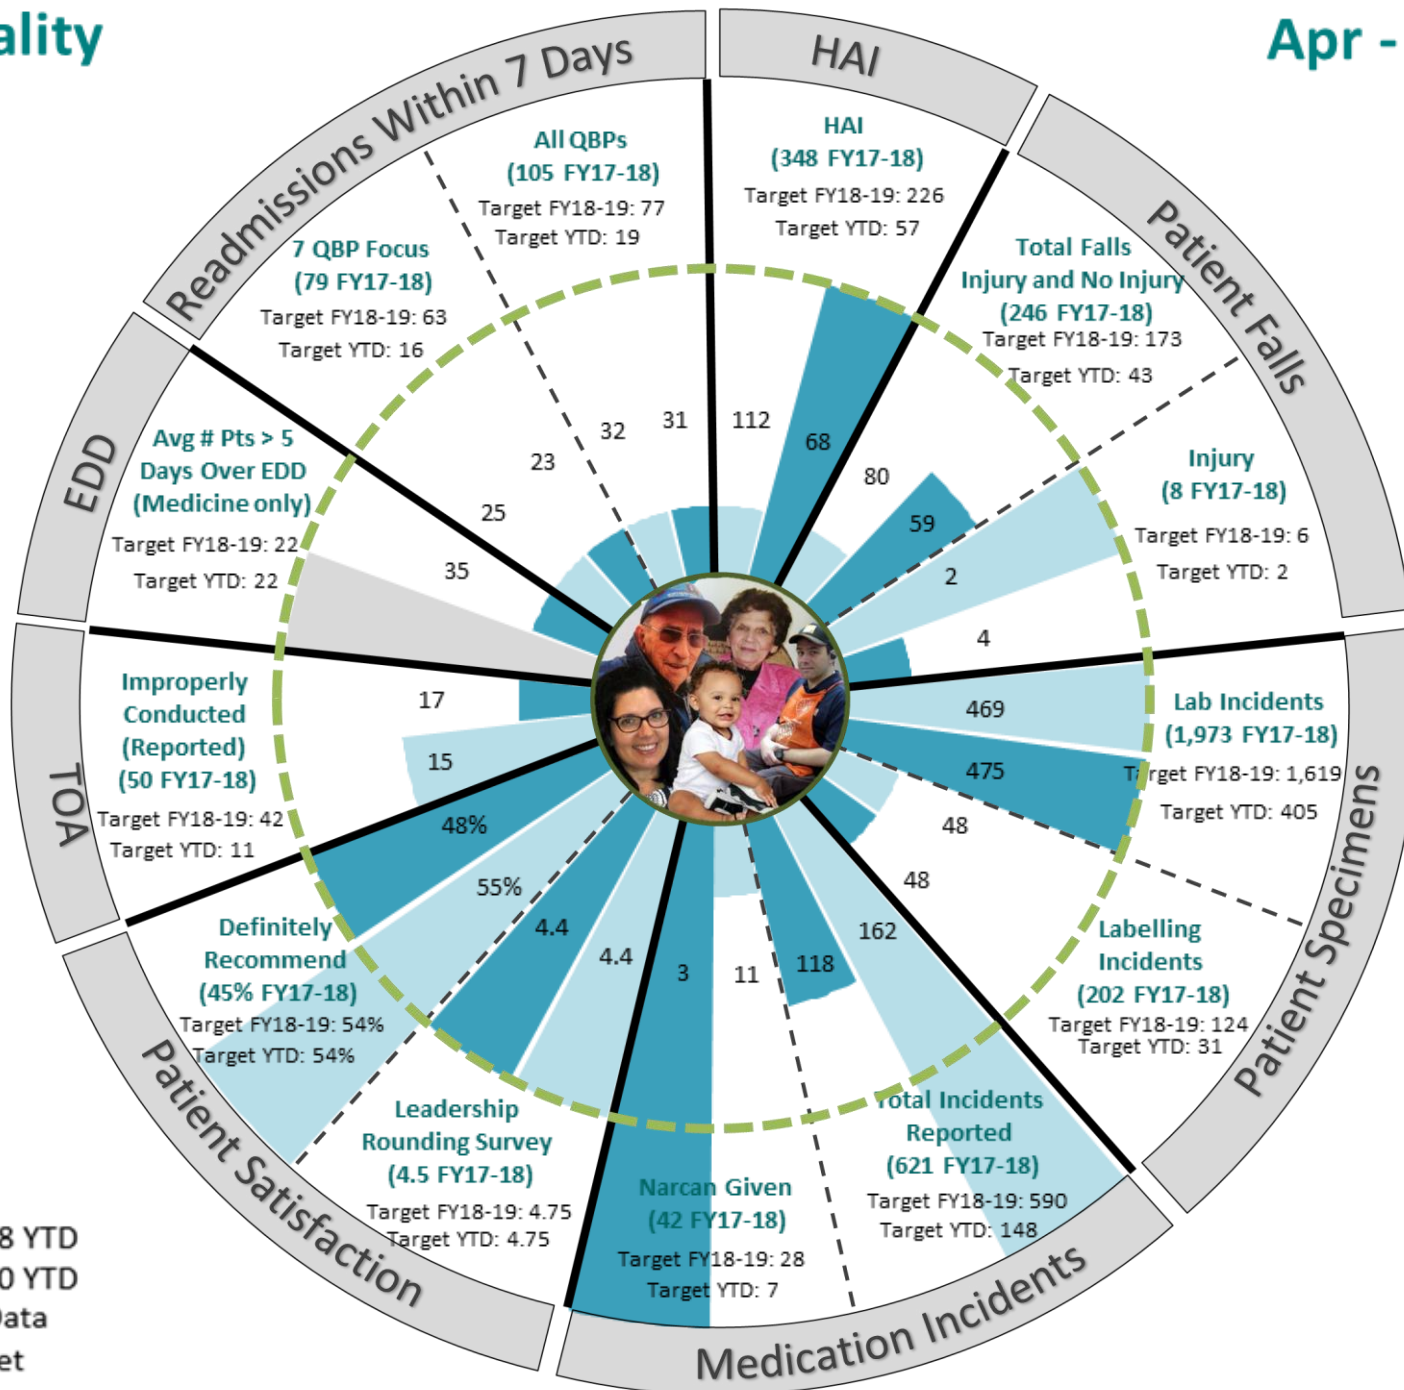 ality
Apr -
Readmissions Within 7 Days
HAI
Patient Falls
Patient Specimens
Medication Incidents
Patient Satisfaction
TOA
EDD
All QBPs
(105 FY17-18)
Target FY18-19: 77
Target YTD: 19
HAI
(348 FY17-18)
Target FY18-19: 226
Target YTD: 57
7 QBP Focus
(79 FY17-18)
Target FY18-19: 63
Target YTD: 16
Total Falls
Injury and No Injury
(246 FY17-18)
Target FY18-19: 173
Target YTD: 43
Avg # Pts > 5
Days Over EDD
(Medicine only)
Target FY18-19: 22
Target YTD: 22
Injury
(8 FY17-18)
Target FY18-19: 6
Target YTD: 2
32
31
112
68
80
23
25
35
59
2
4
Improperly
Conducted
(Reported)
(50 FY17-18)
Target FY18-19: 42
Target YTD: 11
17
15
469
475
48
48
Lab Incidents
(1,973 FY17-18)
Target FY18-19: 1,619
Target YTD: 405
48%
55%
4.4
4.4
3
11
118
162
Definitely
Recommend
(45% FY17-18)
Target FY18-19: 54%
Target YTD: 54%
Labelling
Incidents
(202 FY17-18)
Target FY18-19: 124
Target YTD: 31
Leadership
Rounding Survey
(4.5 FY17-18)
Target FY18-19: 4.75
Target YTD: 4.75
Narcan Given
(42 FY17-18)
Target FY18-19: 28
Target YTD: 7
Total Incidents
Reported
(621 FY17-18)
Target FY18-19: 590
Target YTD: 148
8 YTD
0 YTD
Data
et